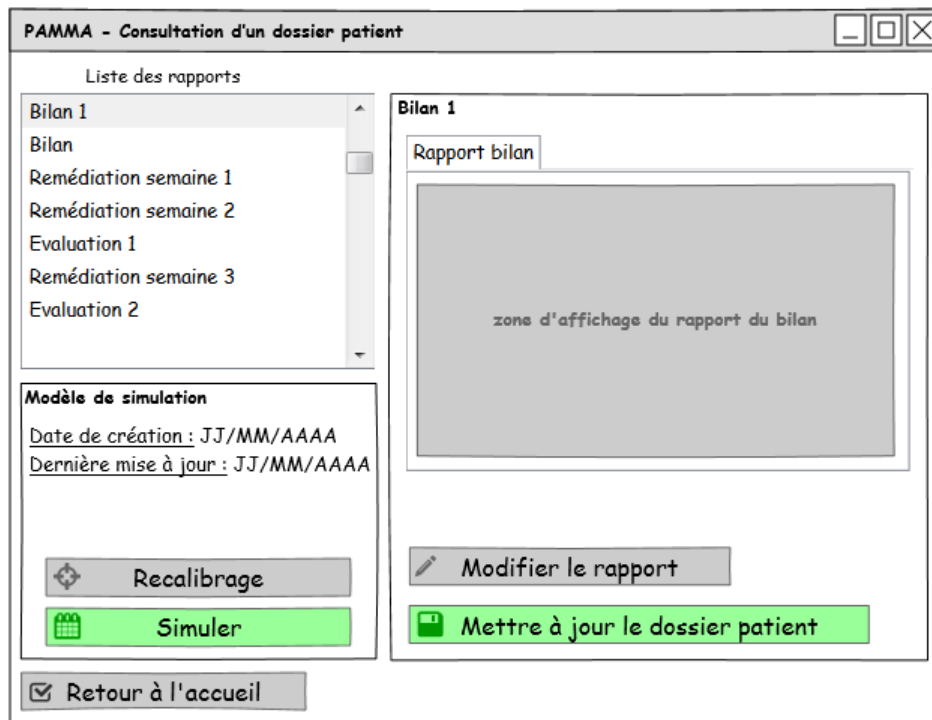 PAMMA - Consultation d'un dossier patient
Liste des rapports
Bilan 1
Bilan
Remédiation semaine 1
Remédiation semaine 2
Evaluation 1
Remédiation semaine 3
Evaluation 2
Modèle de simulation
Date de création : JJ/MM/AAAA
Dernière mise à jour : JJ/MM/AAAA
Recalibrage
Simuler
Retour à l'accueil
Bilan 1
Rapport bilan
zone d'affichage du rapport du bilan
Modifier le rapport
Mettre à jour le dossier patient